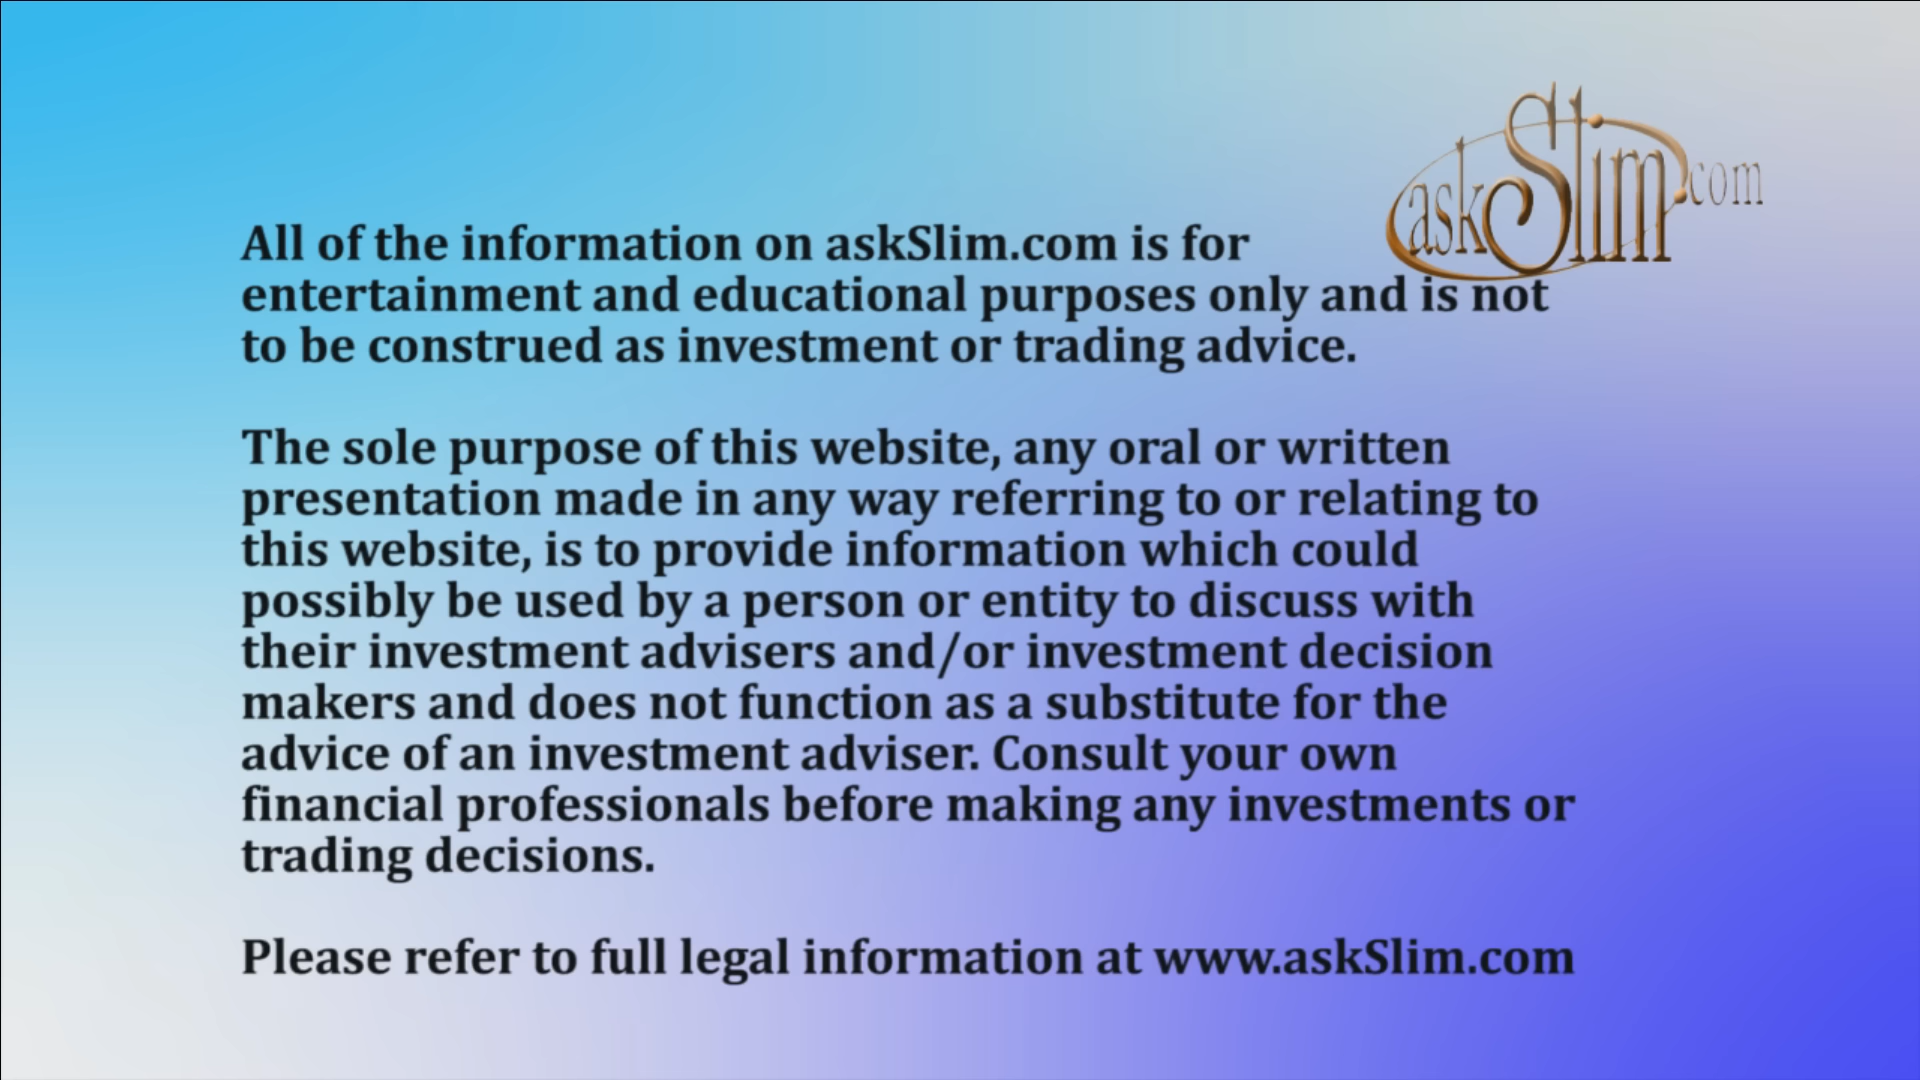 askSlim.com
All of the information on askSlim.com is for
entertainment and educational purposes only and is not
to be construed as investment or trading advice.
The sole purpose of this website, any oral or written
presentation made in any way referring to or relating to
this website, is to provide information which could
possibly be used by a person or entity to discuss with
their investment advisers and/or investment decision
makers and does not function as a substitute for the
advice of an investment adviser. Consult your own
financial professionals before making any investments or
trading decisions.
Please refer to full legal information at www.askSlim.com